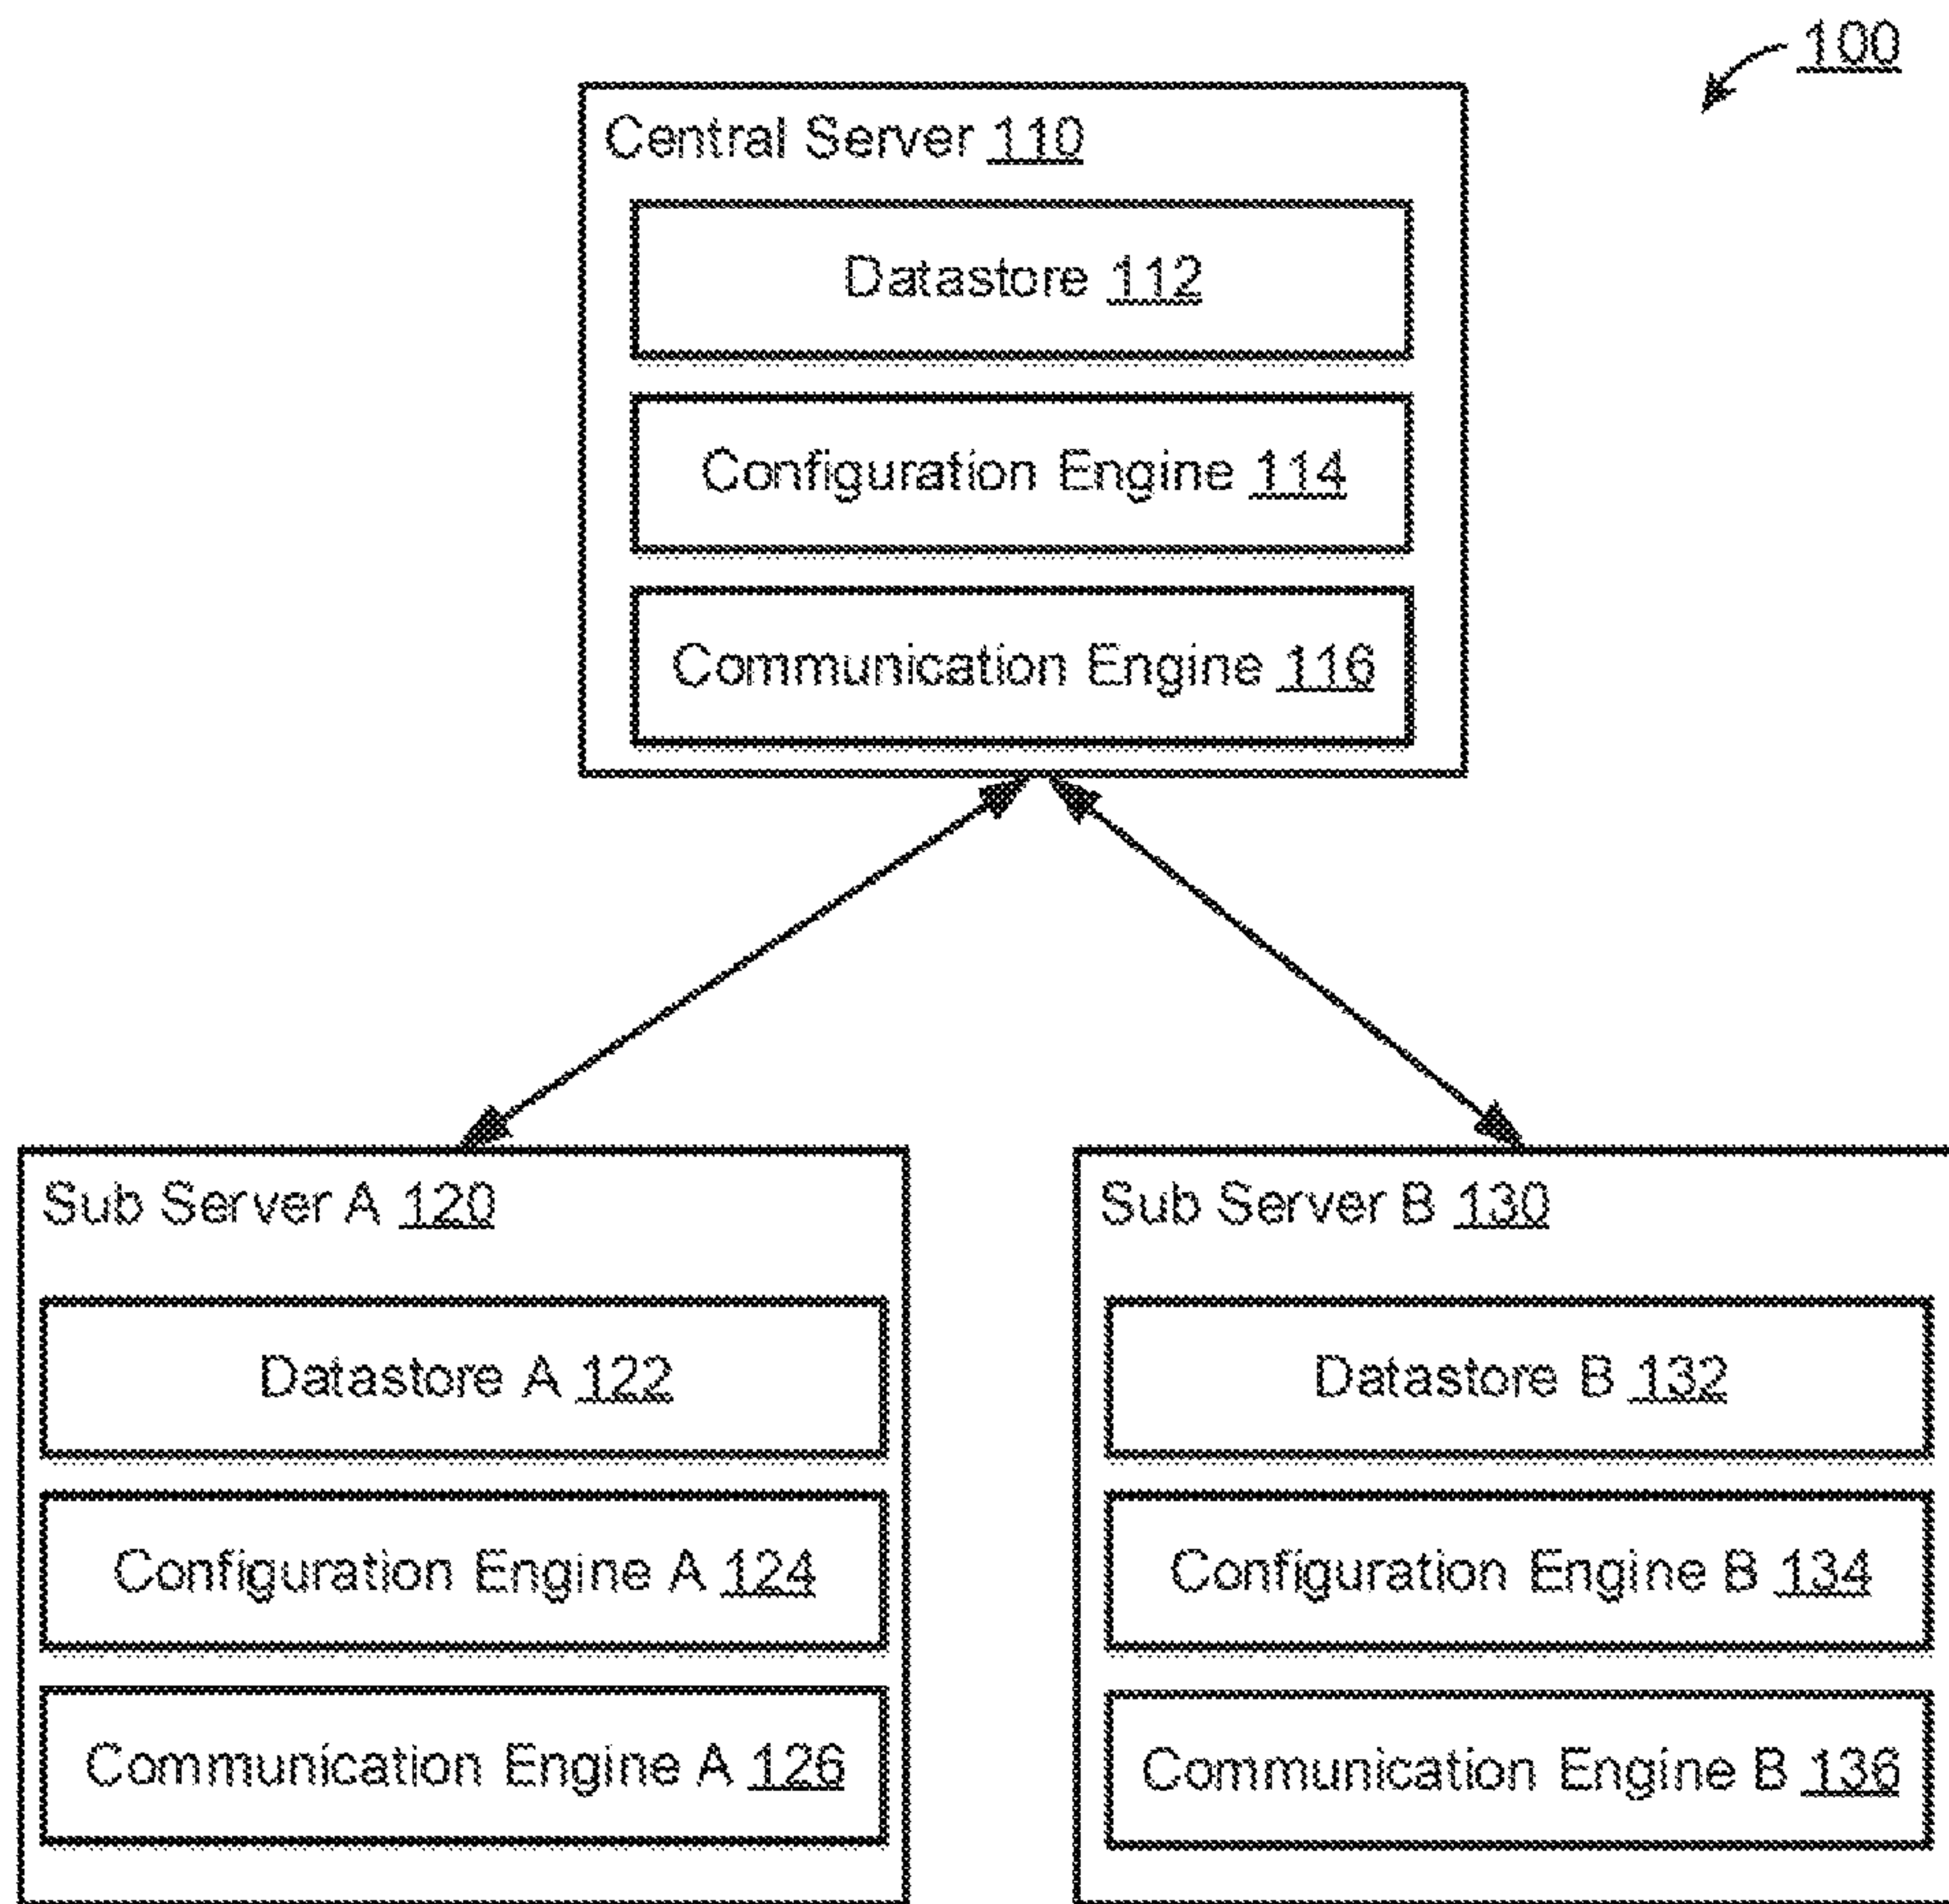 100
Central Server 110
Datastore 112
Configuration Engine 114
Communication Engine 116
Sub Server A 120
Datastore A 122
Configuration Engine A 124
Communication Engine A 126
Sub Server B 130
Datastore B 132
Configuration Engine B 134
Communication Engine B 136